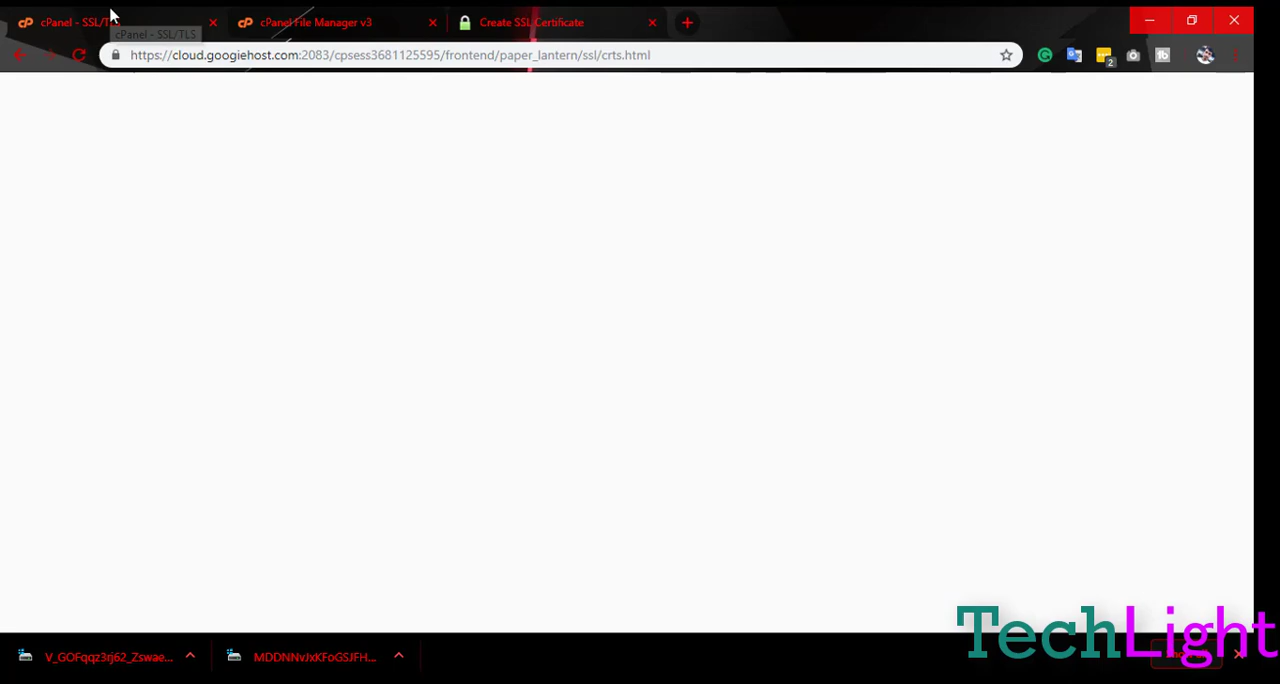 cPanel - SSL/TLS
cPanel File Manager v3
Create SSL Certificate
cPanel - SSL/TLS
https://cloud.googiehost.com:2083/cpsess3681125595/frontend/paper_lantern/ssl/crts.html
2
V_GOFqqz3rj62_Zswae...
MDDNNvJxKFoGSJFH...
TechLight